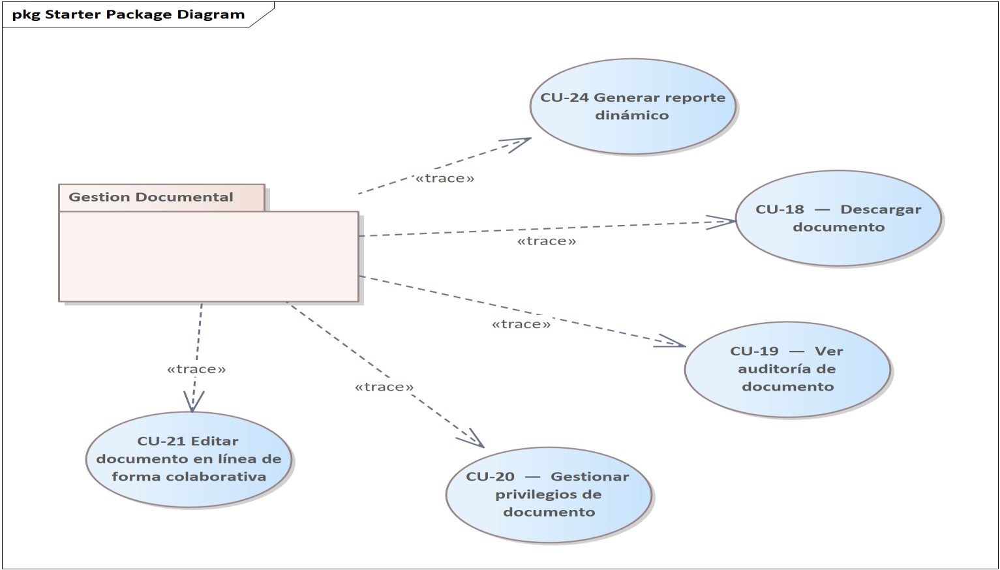 pkg Starter Package Diagram
CU-24 Generar reporte
dinámico
«trace»
Gestion Documental
CU-18 — Descargar
documento
«trace»
«trace»
CU-19 — Ver
auditoría de
documento
«trace»
«trace»
CU-21 Editar
documento en línea de
forma colaborativa
CU-20 — Gestionar
privilegios de
documento